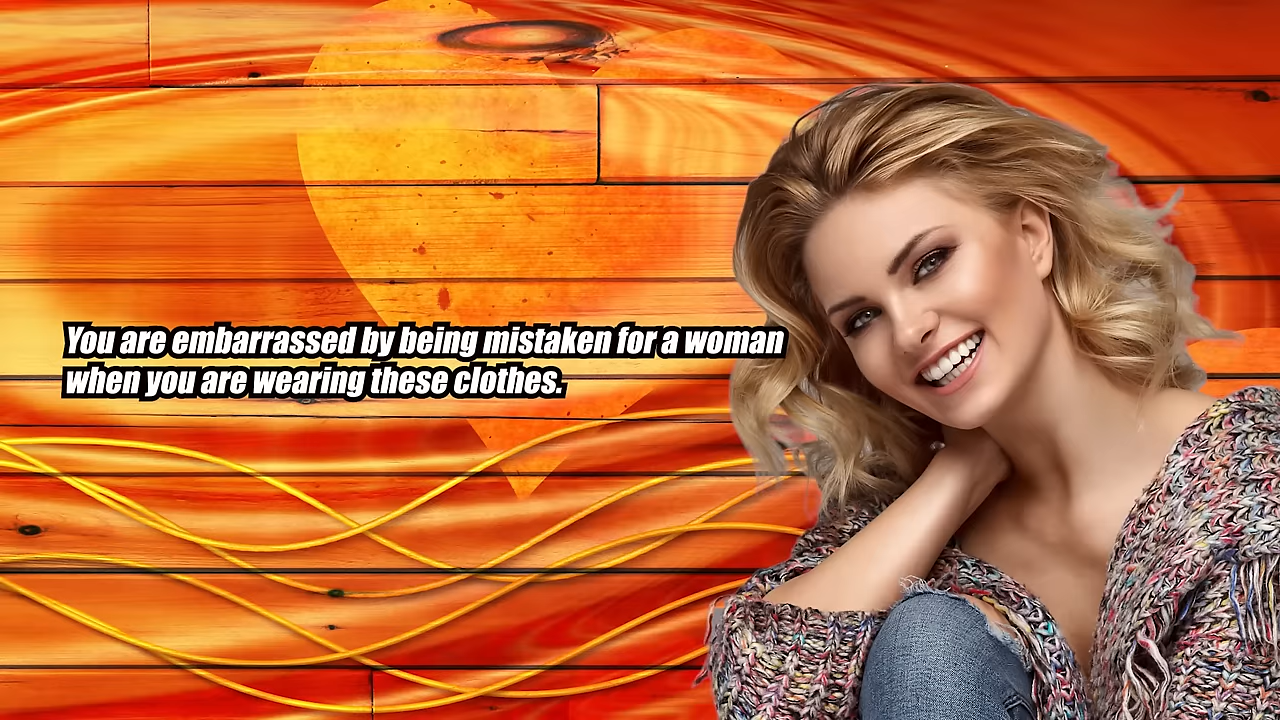 You are embarrassed by being mistaken for a woman
when you are wearing these clothes.